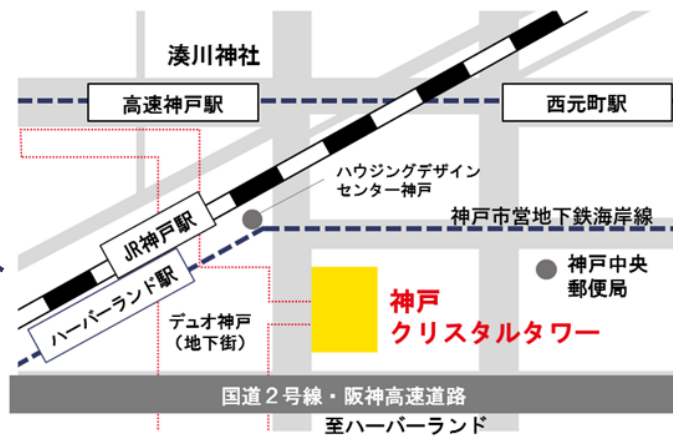 湊川神社
高速神戸駅
西元町駅
ハウジングデザイン
センター神戸
JR神戸駅
神戸市営地下鉄海岸線
ハーバーランド駅
神戸中央
郵便局
デュオ神戸
（地下街）
神戸
クリスタルタワー
国道２号線・阪神高速道路
至ハーバーランド